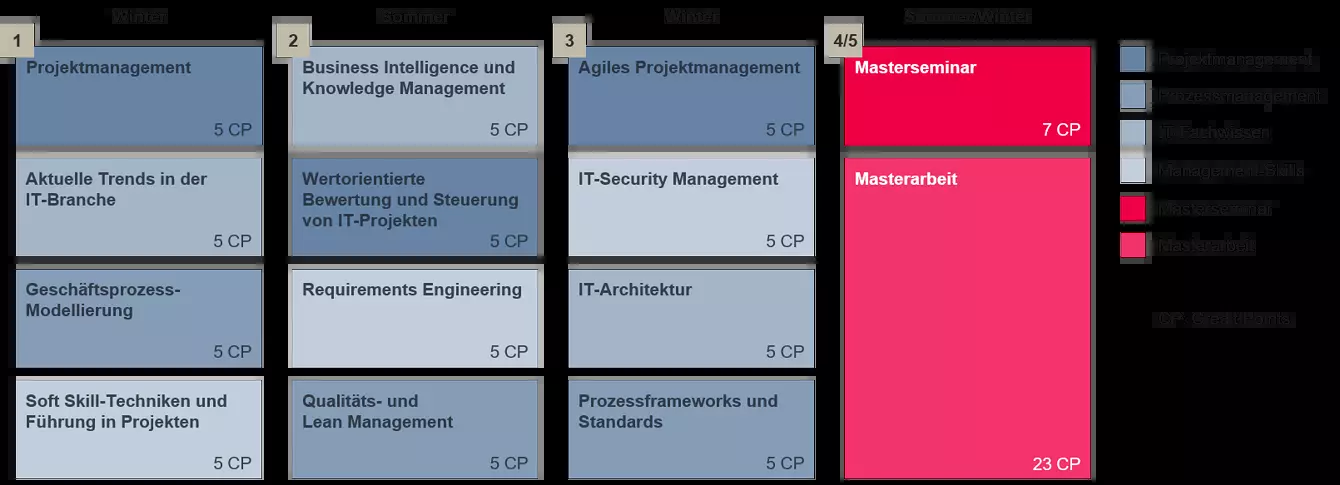 Winter
Sommer
Winter
Sommer/Winter
1
Projektmanagement
5 CP
Aktuelle Trends in der
IT-Branche
5 CP
Geschäftsprozess-
Modellierung
5 CP
Soft Skill-Techniken und
Führung in Projekten
5 CP
2
Business Intelligence und
Knowledge Management
5 CP
Wertorientierte
Bewertung und Steuerung
von IT-Projekten
5 CP
Requirements Engineering
5 CP
Qualitäts- und
Lean Management
5 CP
3
Agiles Projektmanagement
5 CP
IT-Security Management
5 CP
IT-Architektur
5 CP
Prozessframeworks und
Standards
5 CP
4/5
Masterseminar
7 CP
Masterarbeit
23 CP
Projektmanagement
Prozessmanagement
IT-Fachwissen
Management-Skills
Masterseminar
Masterarbeit
CP: Credit-Points